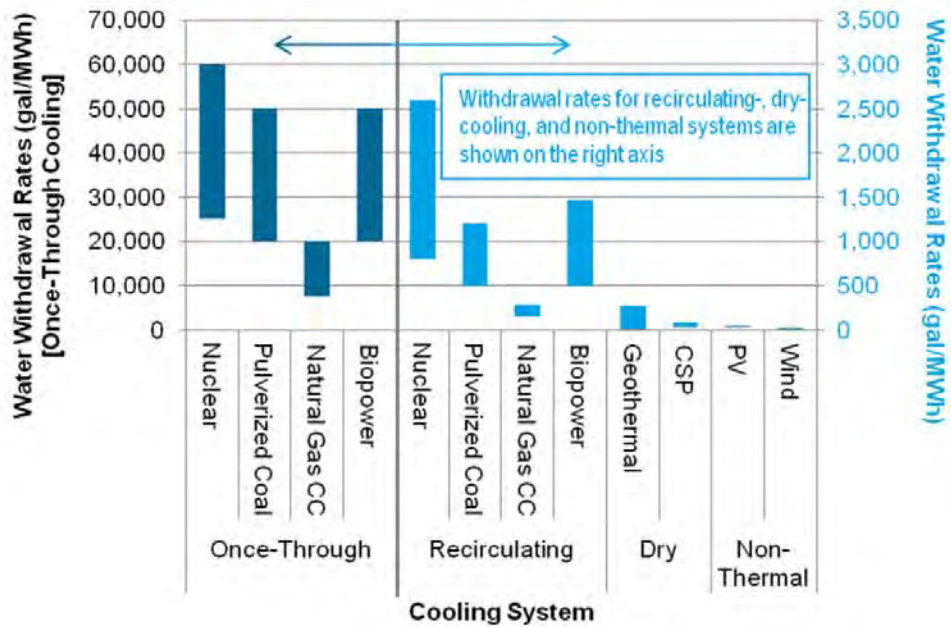 Water Withdrawal Rates (gal/MWh)
[Once-Through Cooling]
70,000
60,000
50,000
40,000
30,000
20,000
10,000
0
Withdrawal rates for recirculating-, dry-
cooling, and non-thermal systems are
shown on the right axis
3,500
3,000
2,500
2,000
1,500
1,000
500
0
Water Withdrawal Rates (gal/MWh)
Nuclear
Pulverized Coal
Natural Gas CC
Biopower
Nuclear
Pulverized Coal
Natural Gas CC
Biopower
Geothermal
CSP
PV
Wind
Once-Through
Recirculating
Dry
Non-
Thermal
Cooling System